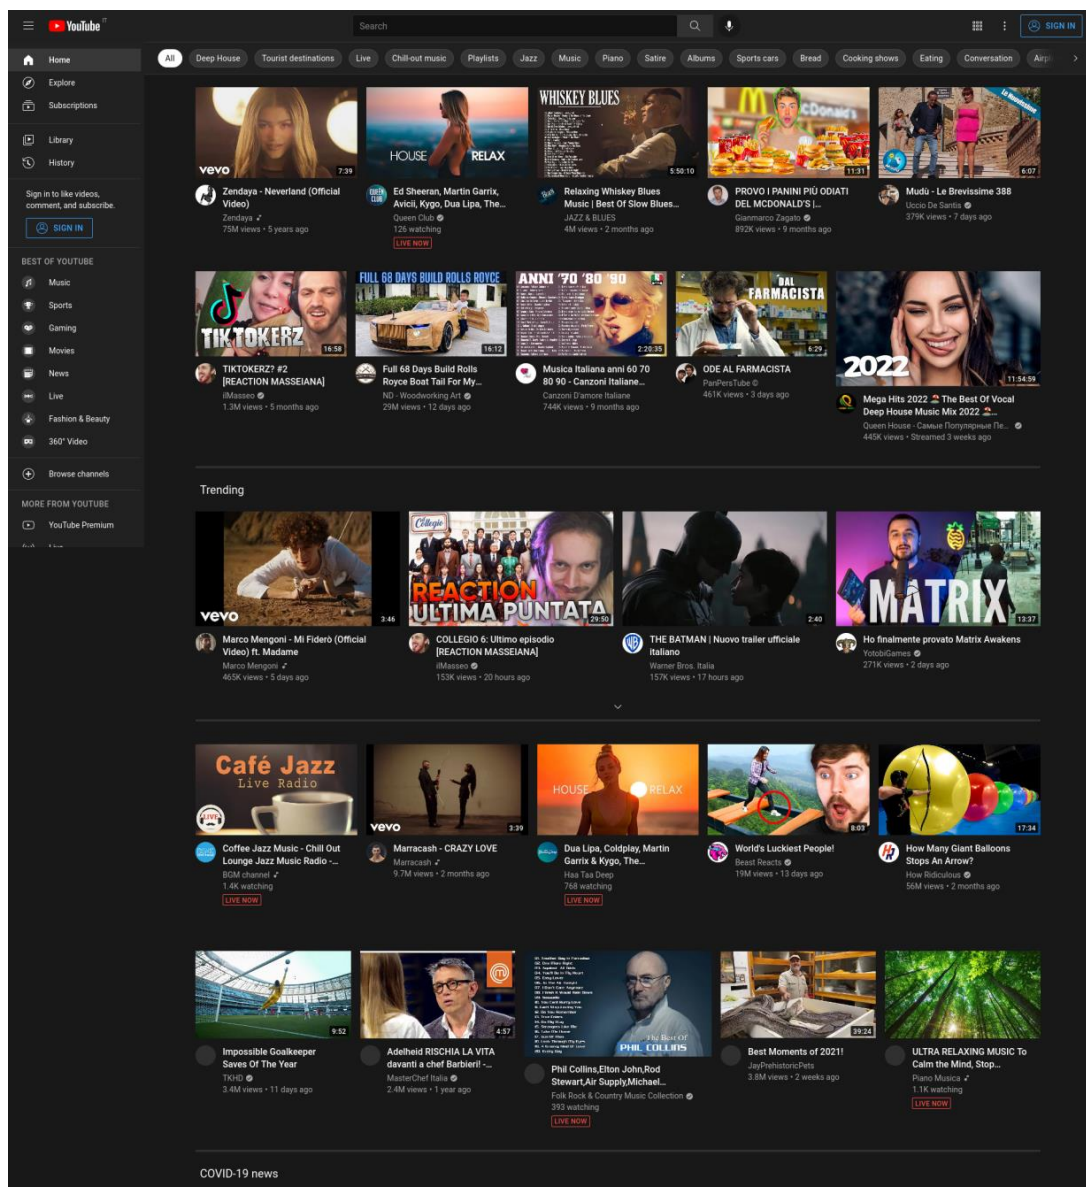 YouTube IT
Search
SIGN IN
Home
Explore
Subscriptions
Library
History
Sign in to like videos,
comment, and subscribe.
SIGN IN
BEST OF YOUTUBE
Music
Sports
Gaming
Movies
News
Live
Fashion & Beauty
360° Video
Browse channels
MORE FROM YOUTUBE
YouTube Premium
Live
All Deep House Tourist destinations Live Chill-out music Playlists Jazz Music Piano Satire Albums Sports cars Bread Cooking shows Eating Conversation
vevo
7:39
Zendaya - Neverland (Official
Video)
Zendaya
75M views • 5 years ago
HOUSE RELAX
Ed Sheeran, Martin Garrix,
Avicii, Kygo, Dua Lipa, The...
Queen Club
126 watching
LIVE NOW
WHISKEY BLUES
5:50:10
Relaxing Whiskey Blues
Music | Best Of Slow Blues...
JAZZ & BLUES
4M views • 2 months ago
McDonald's
11:31
PROVO I PANINI PIÙ ODIATI
DEL MCDONALD'S |...
Gianmarco Zagato
892K views • 9 months ago
Le Brevissime
6:07
Mudù - Le Brevissime 388
Uccio De Santis
379K views • 7 days ago
TIKTOKERZ
16:58
TIKTOKERZ? #2
[REACTION MASSEIANA]
ilMasseo
1.3M views • 5 months ago
FULL 68 DAYS BUILD ROLLS ROYCE
16:12
Full 68 Days Build Rolls
Royce Boat Tail For My...
ND - Woodworking Art
29M views • 12 days ago
ANNI '70 '80 '90
2:20:35
Musica Italiana anni 60 70
80 90 - Canzoni Italiane...
Canzoni D'amore Italiane
744K views • 9 months ago
DAL
FARMACISTA
6:29
ODE AL FARMACISTA
PanPersTube ©
461K views • 3 days ago
2022
11:54:59
Mega Hits 2022 🏖 The Best Of Vocal
Deep House Music Mix 2022 🏖...
Queen House - Самые Популярные Пе...
445K views • Streamed 3 weeks ago
Trending
vevo
3:46
Marco Mengoni - Mi Fiderò (Official
Video) ft. Madame
Marco Mengoni
465K views • 5 days ago
Collegio
REACTION
ULTIMA PUNTATA
29:50
COLLEGIO 6: Ultimo episodio
[REACTION MASSEIANA]
ilMasseo
153K views • 20 hours ago
2:40
THE BATMAN | Nuovo trailer ufficiale
italiano
Warner Bros. Italia
157K views • 17 hours ago
MATRIX
13:37
Ho finalmente provato Matrix Awakens
YotobiGames
271K views • 2 days ago
Café Jazz
Live Radio
LIVE
Coffee Jazz Music - Chill Out
Lounge Jazz Music Radio -...
BGM channel
1.4K watching
LIVE NOW
vevo
3:39
Marracash - CRAZY LOVE
Marracash
9.7M views • 2 months ago
HOUSE RELAX
Dua Lipa, Coldplay, Martin
Garrix & Kygo, The...
Haa Taa Deep
768 watching
LIVE NOW
8:03
World's Luckiest People!
Beast Reacts
19M views • 13 days ago
17:34
How Many Giant Balloons
Stops An Arrow?
How Ridiculous
56M views • 2 months ago
9:52
Impossible Goalkeeper
Saves Of The Year
TKHD
3.4M views • 11 days ago
4:57
Adelheid RISCHIA LA VITA
davanti a chef Barbieri! -...
MasterChef Italia
2.4M views • 1 year ago
The Best Of
PHIL COLLINS
Phil Collins,Elton John,Rod
Stewart,Air Supply,Michael...
Folk Rock & Country Music Collection
393 watching
LIVE NOW
39:24
Best Moments of 2021!
JayPrehistoricPets
3.8M views • 2 weeks ago
ULTRA RELAXING MUSIC To
Calm the Mind, Stop...
Piano Musica
1.1K watching
LIVE NOW
COVID-19 news